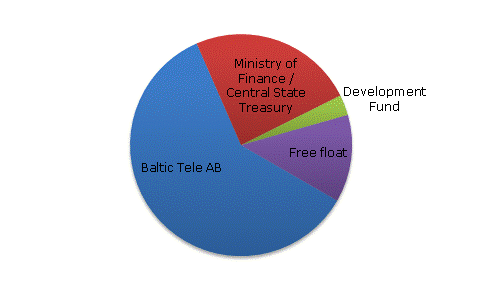 Ministry of
Finance /
Central State
Treasury
Development
Fund
Free float
Baltic Tele AB